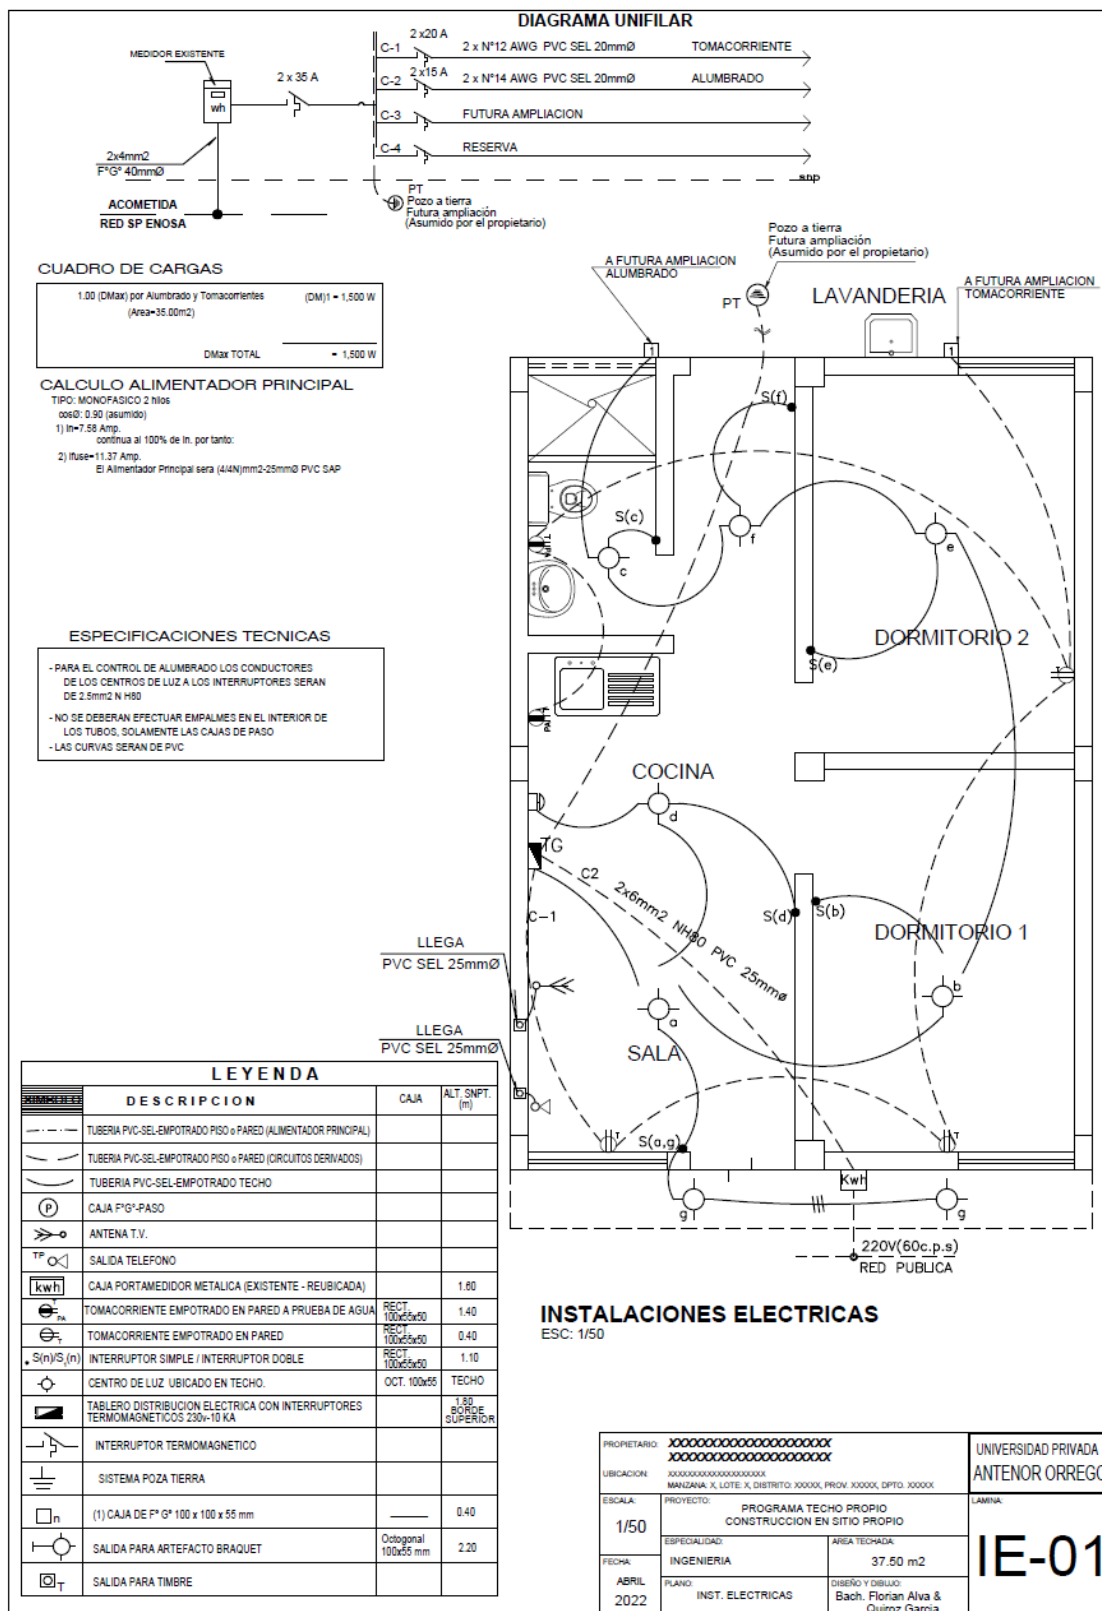 DIAGRAMA UNIFILAR
MEDIDOR EXISTENTE
wh
2 x 35 A
C-1
2 x20 A
2 x N°12 AWG PVC SEL 20mmØ
TOMACORRIENTE
C-2
2x15 A
2 x N°14 AWG PVC SEL 20mmØ
ALUMBRADO
C-3
FUTURA AMPLIACION
C-4
RESERVA
2x4mm2
F°G° 40mmØ
snp
ACOMETIDA
RED SP ENOSA
PT
Pozo a tierra
Futura ampliación
(Asumido por el propietario)
CUADRO DE CARGAS
1.00 (DMax) por Alumbrado y Tomacorrientes
(DM)1 = 1,500 W
(Area=35.00m2)
DMax TOTAL
= 1,500 W
CALCULO ALIMENTADOR PRINCIPAL
TIPO: MONOFASICO 2 hilos
cosØ: 0.90 (asumido)
1) In=7.58 Amp.
continua al 100% de In. por tanto:
2) Ifuse=11.37 Amp.
El Alimentador Principal sera (4/4N)mm2-25mmØ PVC SAP
ESPECIFICACIONES TECNICAS
- PARA EL CONTROL DE ALUMBRADO LOS CONDUCTORES
DE LOS CENTROS DE LUZ A LOS INTERRUPTORES SERAN
DE 2.5mm2 N H80
- NO SE DEBERAN EFECTUAR EMPALMES EN EL INTERIOR DE
LOS TUBOS, SOLAMENTE LAS CAJAS DE PASO
- LAS CURVAS SERAN DE PVC
Pozo a tierra
Futura ampliación
(Asumido por el propietario)
A FUTURA AMPLIACION
ALUMBRADO
PT
LAVANDERIA
A FUTURA AMPLIACION
TOMACORRIENTE
1
1
S(f)
S(c)
c
f
e
DORMITORIO 2
S(e)
COCINA
d
TG
C2
2x6mm2 NH80 PVC 25mmø
C-1
S(d)
S(b)
DORMITORIO 1
b
LLEGA
PVC SEL 25mmØ
a
SALA
LLEGA
PVC SEL 25mmØ
T
S(a,g)
T
Kwh
g
g
220V(60c.p.s)
RED PUBLICA
INSTALACIONES ELECTRICAS
ESC: 1/50
LEYENDA
DESCRIPCION
CAJA
ALT. SNPT.
(m)
TUBERIA PVC-SEL-EMPOTRADO PISO o PARED (ALIMENTADOR PRINCIPAL)
TUBERIA PVC-SEL-EMPOTRADO PISO o PARED (CIRCUITOS DERIVADOS)
TUBERIA PVC-SEL-EMPOTRADO TECHO
P
CAJA F°G°-PASO
ANTENA T.V.
TP
SALIDA TELEFONO
kwh
CAJA PORTAMEDIDOR METALICA (EXISTENTE - REUBICADA)
1.60
T
PA
TOMACORRIENTE EMPOTRADO EN PARED A PRUEBA DE AGUA
RECT.
100x55x50
1.40
T
TOMACORRIENTE EMPOTRADO EN PARED
RECT.
100x55x50
0.40
S(n)/S,(n)
INTERRUPTOR SIMPLE / INTERRUPTOR DOBLE
RECT.
100x55x50
1.10
CENTRO DE LUZ UBICADO EN TECHO.
OCT. 100x55
TECHO
TABLERO DISTRIBUCION ELECTRICA CON INTERRUPTORES
TERMOMAGNETICOS 230v-10 KA
1.80
BORDE
SUPERIOR
INTERRUPTOR TERMOMAGNETICO
SISTEMA POZA TIERRA
n
(1) CAJA DE F° G° 100 x 100 x 55 mm
0.40
SALIDA PARA ARTEFACTO BRAQUET
Octogonal
100x55 mm
2.20
T
SALIDA PARA TIMBRE
PROPIETARIO:
XXXXXXXXXXXXXXXXXXXXX
XXXXXXXXXXXXXXXXXXXXX
UBICACION:
XXXXXXXXXXXXXXXXXXXX
MANZANA: X, LOTE: X, DISTRITO: XXXXX, PROV. XXXXX, DPTO. XXXXX
UNIVERSIDAD PRIVADA
ANTENOR ORREGO
ESCALA:
1/50
PROYECTO:
PROGRAMA TECHO PROPIO
CONSTRUCCION EN SITIO PROPIO
LAMINA:
IE-01
ESPECIALIDAD:
INGENIERIA
AREA TECHADA:
37.50 m2
FECHA:
ABRIL
2022
PLANO:
INST. ELECTRICAS
DISEÑO Y DIBUJO:
Bach. Florian Alva &
Quiroz Garcia